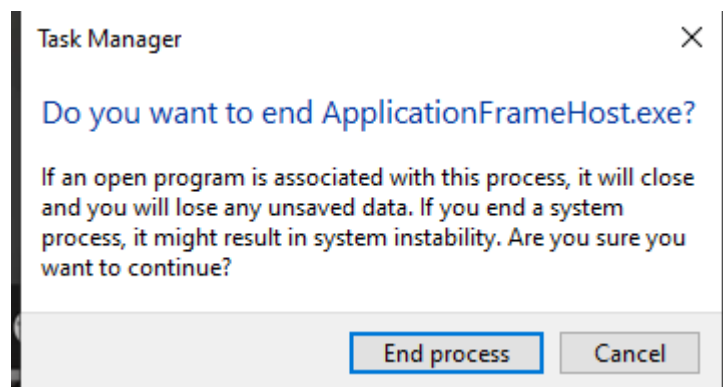 Task Manager
Do you want to end ApplicationFrameHost.exe?
If an open program is associated with this process, it will close
and you will lose any unsaved data. If you end a system
process, it might result in system instability. Are you sure you
want to continue?
End process
Cancel